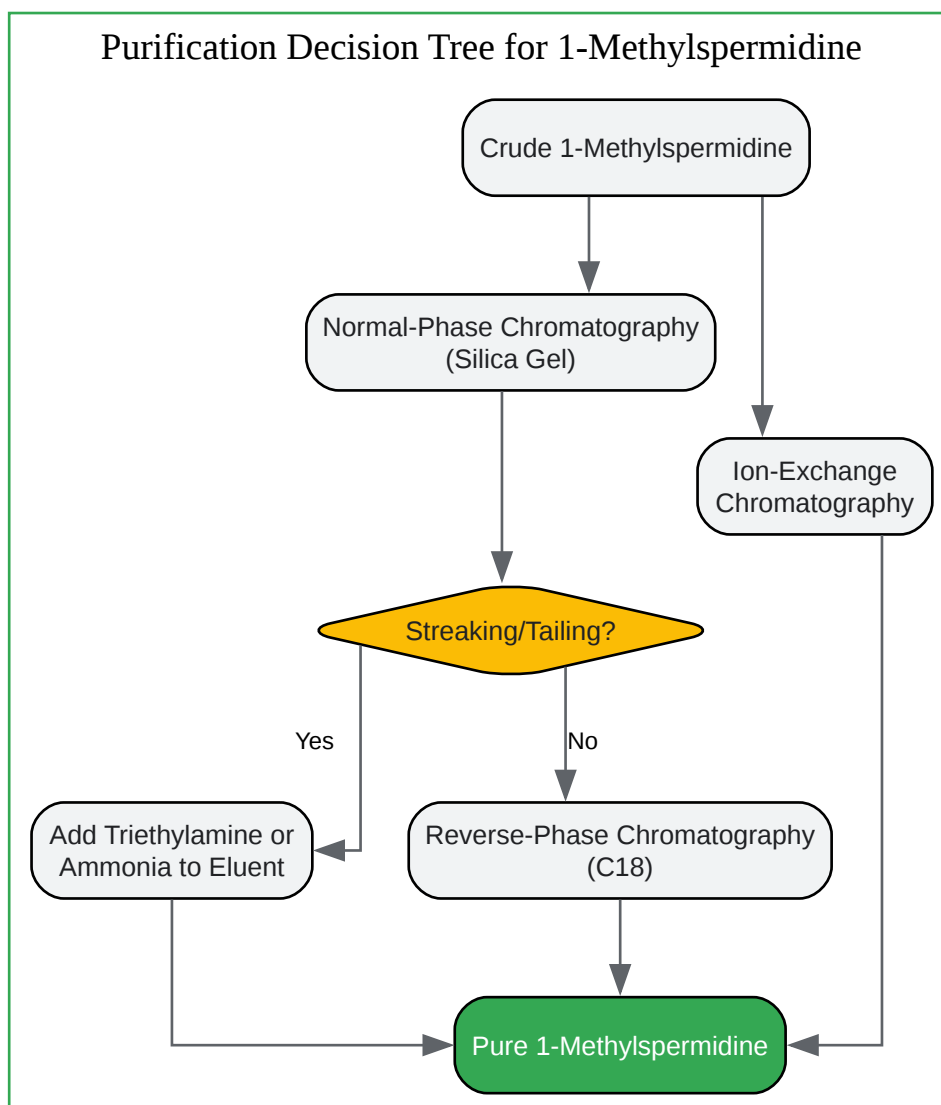 Purification Decision Tree for 1-Methylspermidine
Crude 1-Methylspermidine
Normal-Phase Chromatography
(Silica Gel)
Ion-Exchange
Chromatography
Streaking/Tailing?
Yes
No
Add Triethylamine or
Ammonia to Eluent
Reverse-Phase Chromatography
(C18)
Pure 1-Methylspermidine